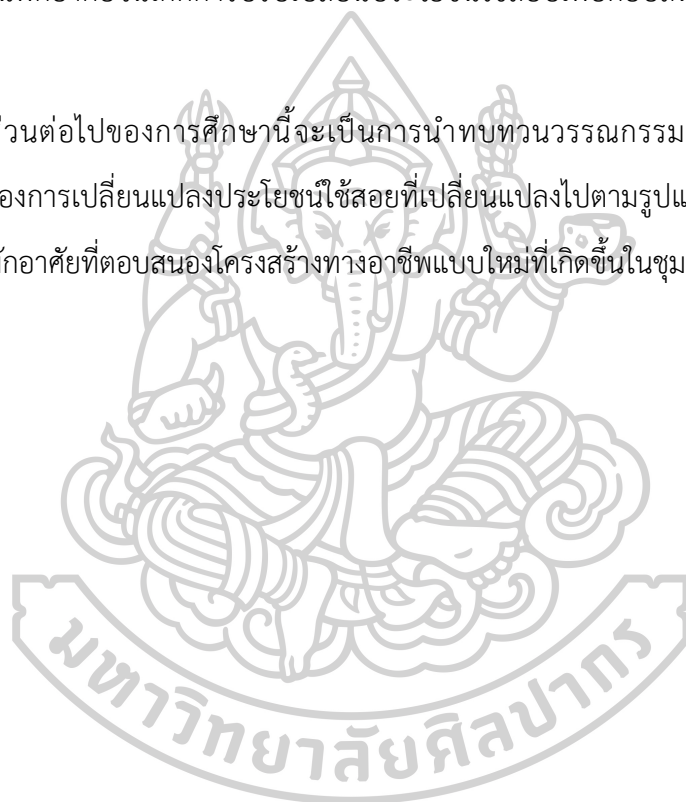 ่วนต่อไปของการศึกษานี้จะเป็นการนำทบทวนวรรณกรรม
องการเปลี่ยนแปลงประโยชน์ใช้สอยที่เปลี่ยนแปลงไปตามรูปแ
ักอาศัยที่ตอบสนองโครงสร้างทางอาชีพแบบใหม่ที่เกิดขึ้นในชุม
มหาวิทยาลัยศิลปากร